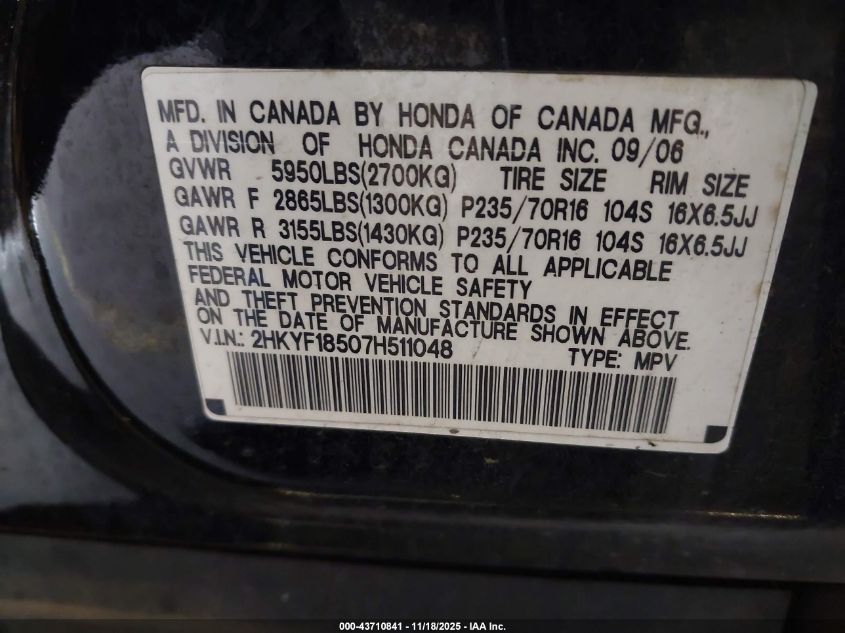 MFD. IN CANADA BY HONDA OF CANADA MFG.,
A DIVISION OF HONDA CANADA INC. 09/06
GVWR 5950LBS(2700KG) TIRE SIZE RIM SIZE
GAWR F 2865LBS(1300KG) P235/70R16 104S 16X6.5JJ
GAWR R 3155LBS(1430KG) P235/70R16 104S 16X6.5JJ
THIS VEHICLE CONFORMS TO ALL APPLICABLE
FEDERAL MOTOR VEHICLE SAFETY
AND THEFT PREVENTION STANDARDS IN EFFECT
ON THE DATE OF MANUFACTURE SHOWN ABOVE.
V.I.N.: 2HKYF18507H511048 TYPE: MPV
000-43710841 - 11/18/2025 - IAA Inc.